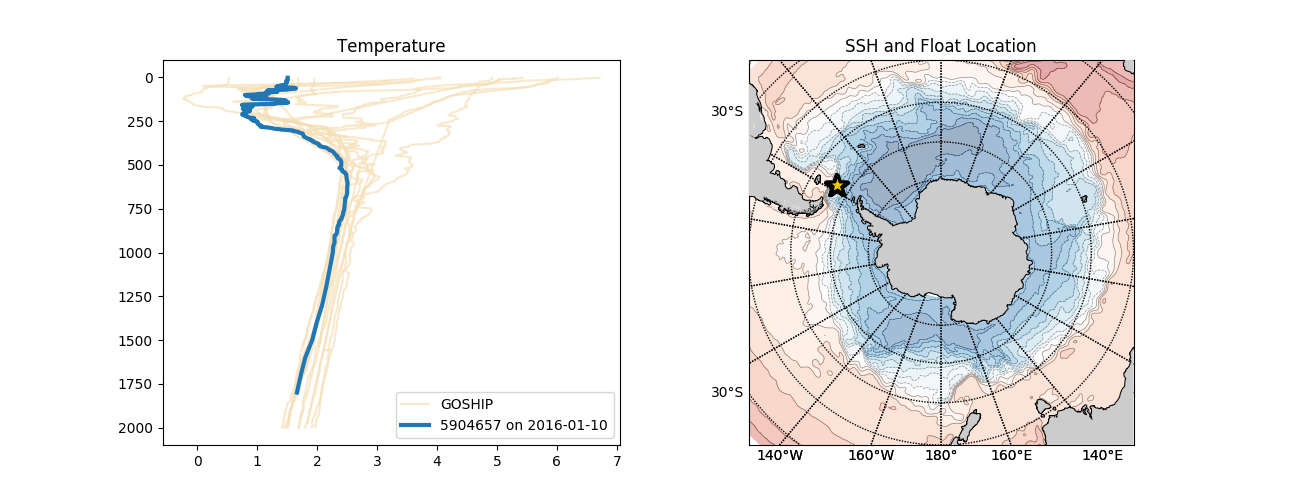 Temperature
0
250
500
750
1000
1250
1500
1750
2000
0 1 2 3 4 5 6 7
GOSHIP
5904657 on 2016-01-10
SSH and Float Location
30°S
30°S
140°W 160°W 180° 160°E 140°E